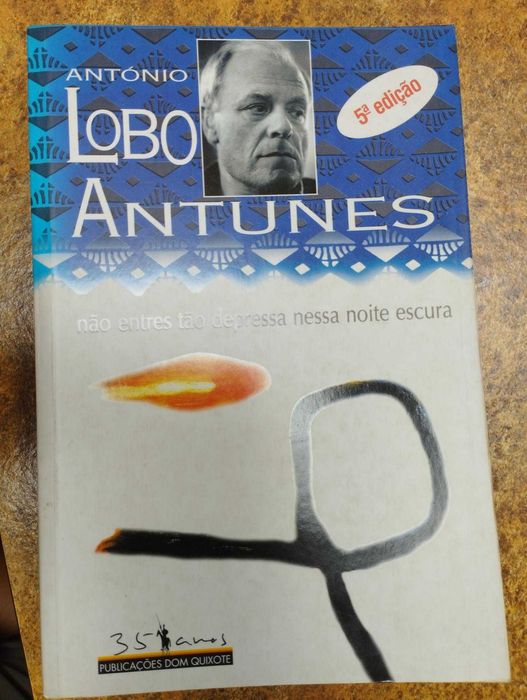 ANTÓNIO
LOBO
ANTUNES
5ª edição
não entres tão depressa nessa noite escura
35 anos
PUBLICAÇÕES DOM QUIXOTE